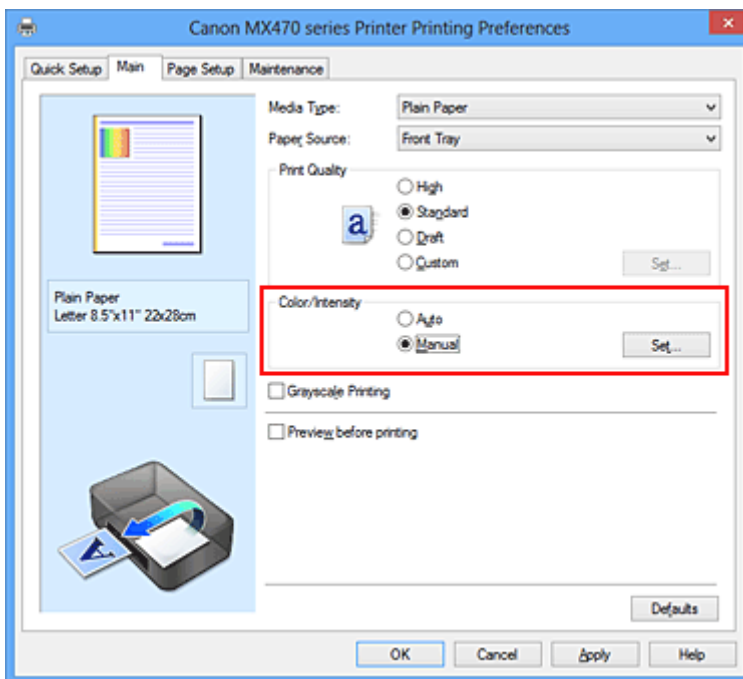 Canon MX470 series Printer Printing Preferences
Quick Setup Main Page Setup Maintenance
Media Type: Plain Paper
Paper Source: Front Tray
Print Quality
High
a Standard
Draft
Custom Set...
Plain Paper
Letter 8.5"x11" 22x28cm
Color/Intensity
Auto
Manual Set...
Grayscale Printing
Preview before printing
A
Defaults
OK Cancel Apply Help